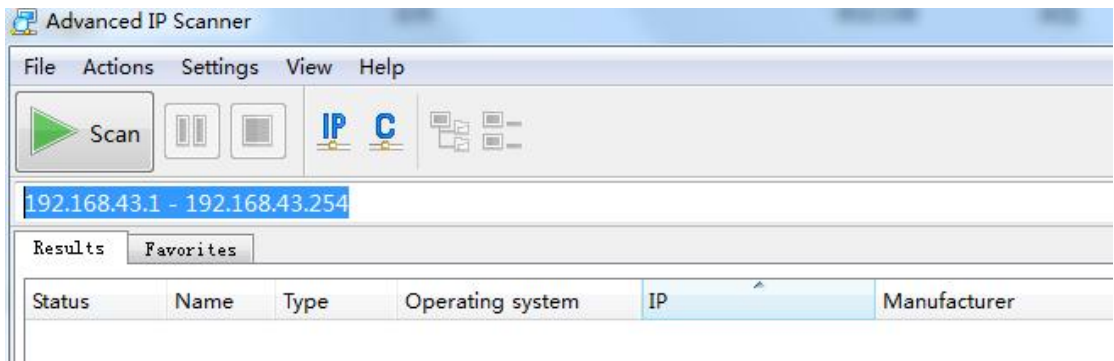 Advanced IP Scanner
File Actions Settings View Help
Scan IP C
192.168.43.1 - 192.168.43.254
Results Favorites
Status Name Type Operating system IP Manufacturer